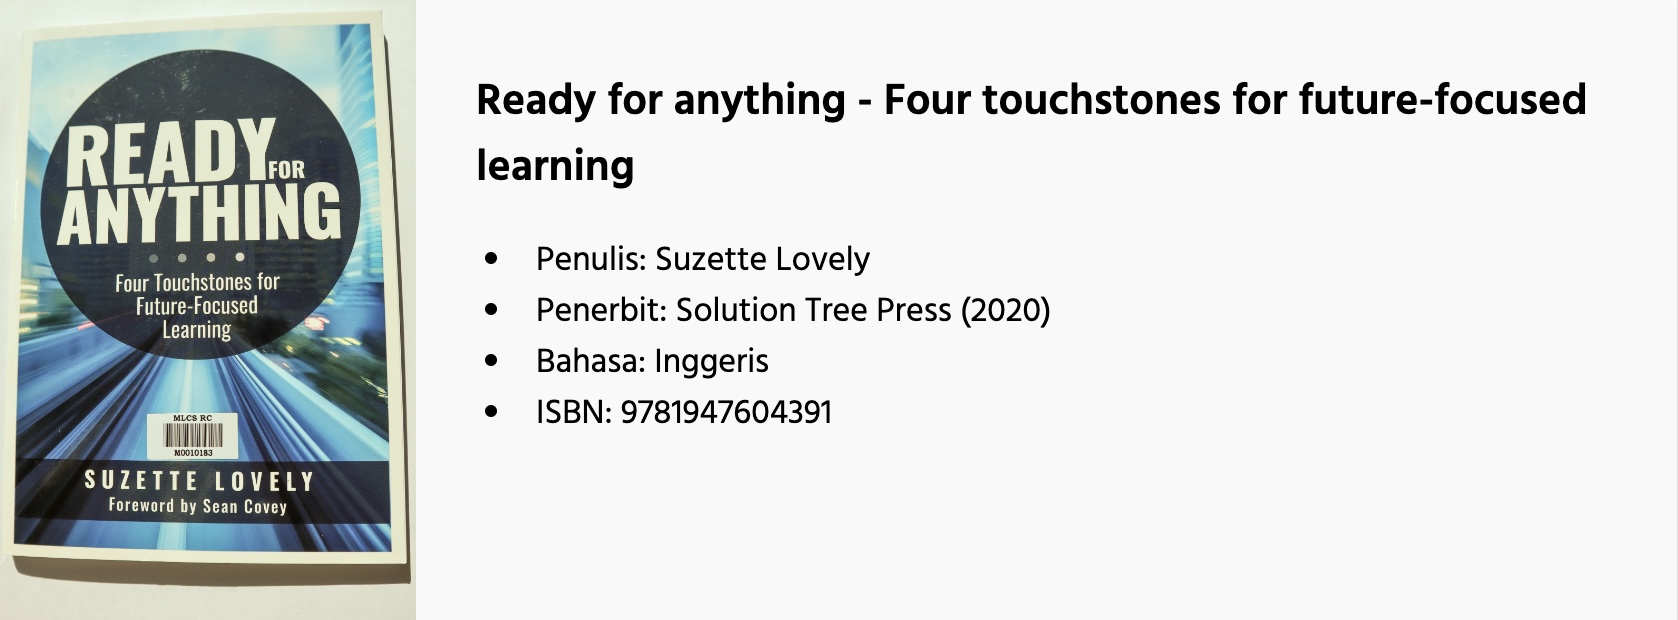 READY FOR
ANYTHING
Four Touchstones for
Future-Focused
Learning
MLCS RC
M0010183
SUZETTE LOVELY
Foreword by Sean Covey
Ready for anything - Four touchstones for future-focused
learning
Penulis: Suzette Lovely
Penerbit: Solution Tree Press (2020)
Bahasa: Inggeris
ISBN: 9781947604391